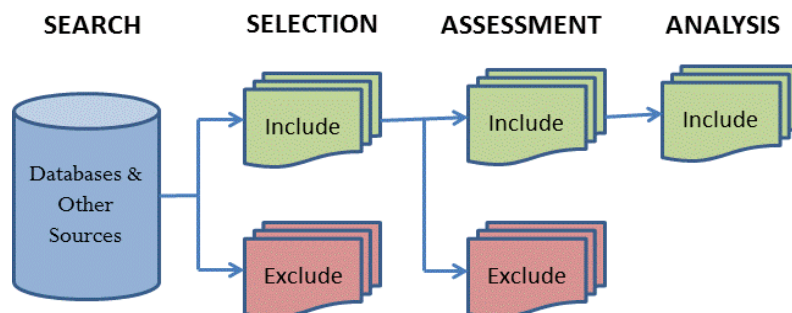 SEARCH
SELECTION
ASSESSMENT
ANALYSIS
Databases &
Other
Sources
Include
Include
Include
Exclude
Exclude